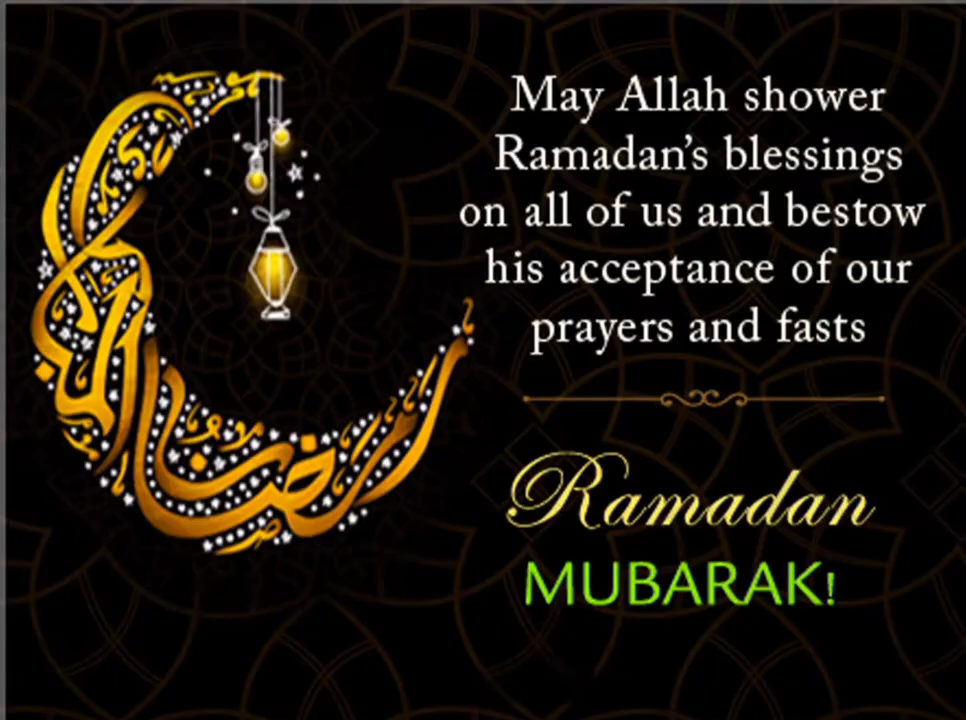 رمضان
May Allah shower
Ramadan's blessings
on all of us and bestow
his acceptance of our
prayers and fasts
Ramadan
MUBARAK!